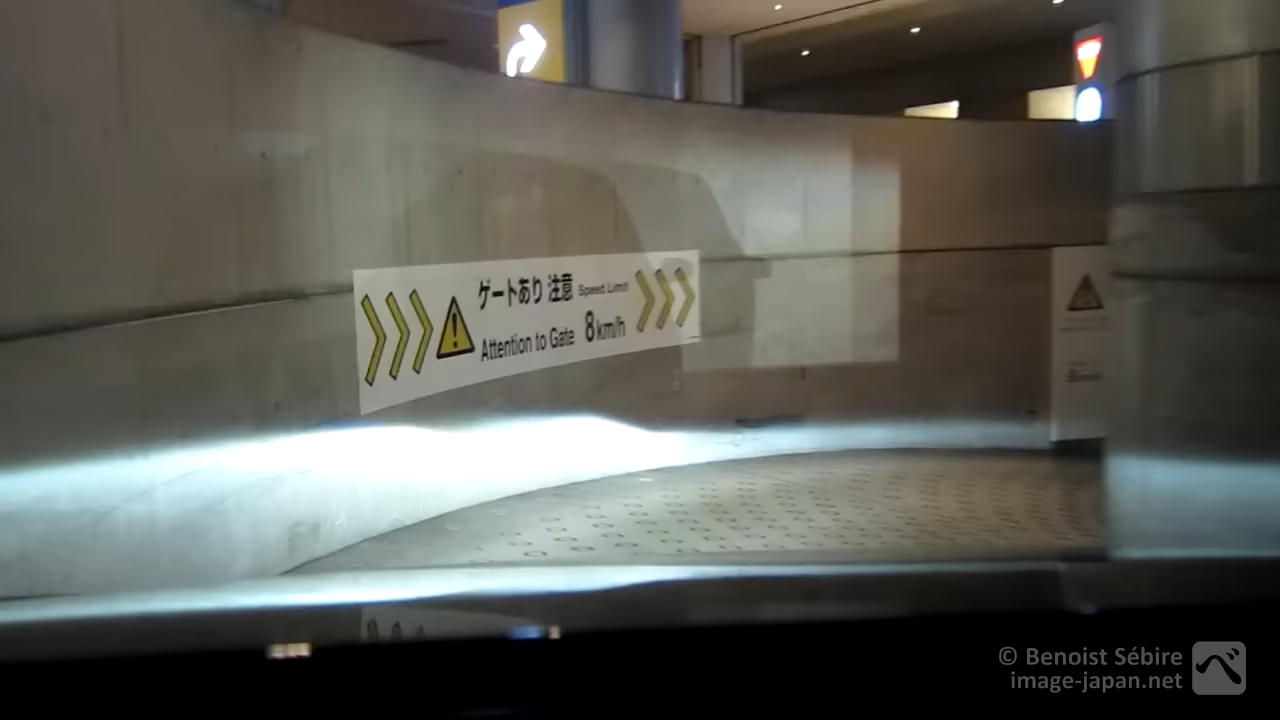 ゲートあり 注意 Speed Limit
Attention to Gate 8km/h
© Benoist Sébire
image-japan.net